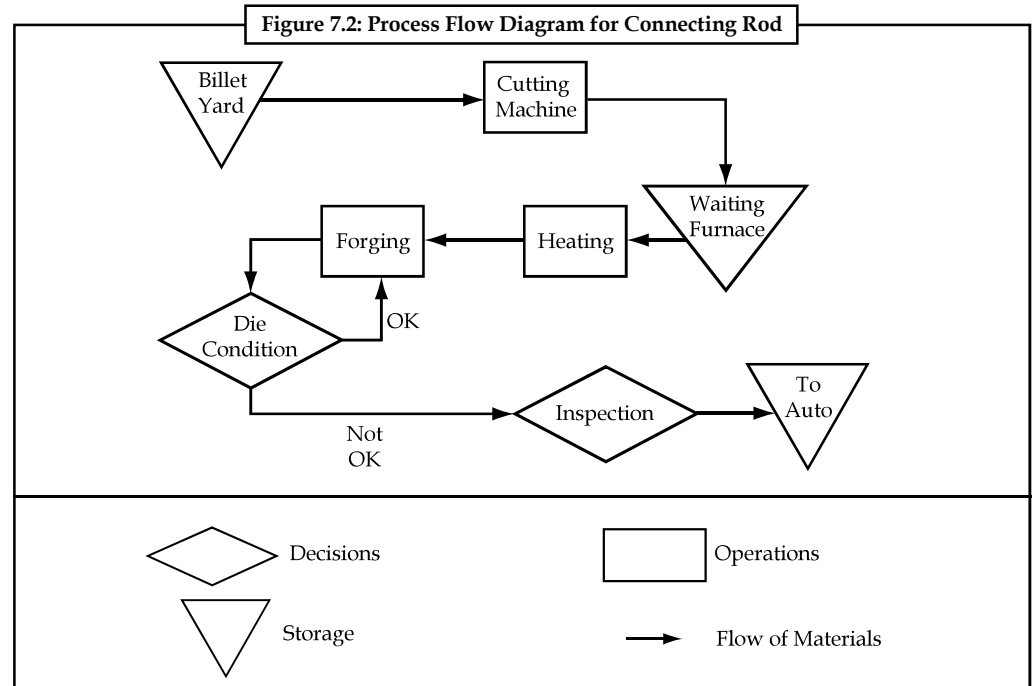 Figure 7.2: Process Flow Diagram for Connecting Rod
Billet
Yard
Cutting
Machine
Waiting
Furnace
Heating
Forging
Die
Condition
OK
Not
OK
Inspection
To
Auto
Decisions
Operations
Storage
Flow of Materials